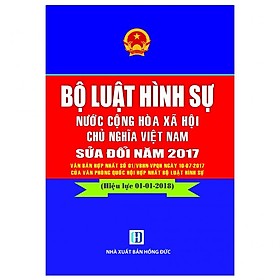 BỘ LUẬT HÌNH SỰ
NƯỚC CỘNG HÒA XÃ HỘI
CHỦ NGHĨA VIỆT NAM
SỬA ĐỔI NĂM 2017
VĂN BẢN HỢP NHẤT SỐ 01/VBHN-VPQH NGÀY 10-07-2017
CỦA VĂN PHÒNG QUỐC HỘI HỢP NHẤT BỘ LUẬT HÌNH SỰ
(Hiệu lực 01-01-2018)
NHÀ XUẤT BẢN HỒNG ĐỨC